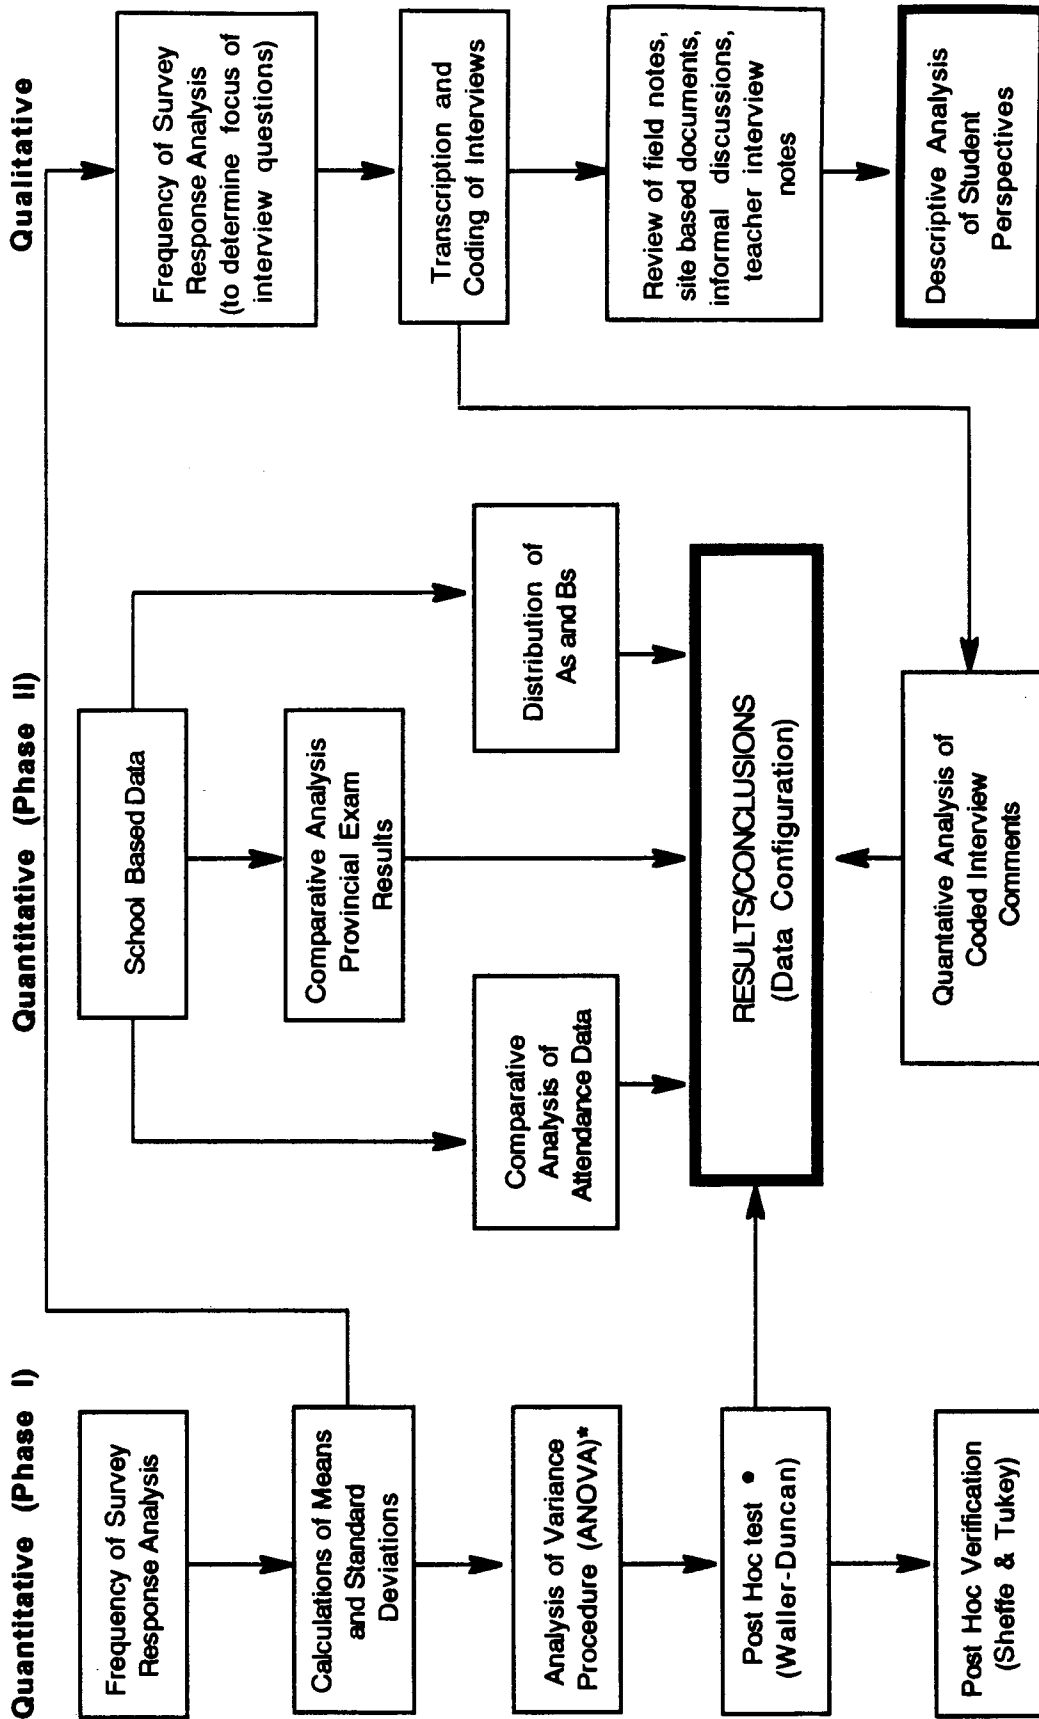 Quantitative (Phase I)
Frequency of Survey
Response Analysis
Calculations of Means
and Standard
Deviations
Analysis of Variance
Procedure (ANOVA)*
Post Hoc test •
(Waller-Duncan)
Post Hoc Verification
(Sheffe & Tukey)
Quantitative (Phase II)
School Based Data
Comparative Analysis
Provincial Exam
Results
Comparative
Analysis of
Attendance Data
Distribution of
As and Bs
RESULTS/CONCLUSIONS
(Data Configuration)
Quantative Analysis of
Coded Interview
Comments
Qualitative
Frequency of Survey
Response Analysis
(to determine focus of
interview questions)
Transcription and
Coding of Interviews
Review of field notes,
site based documents,
informal discussions,
teacher interview
notes
Descriptive Analysis
of Student
Perspectives